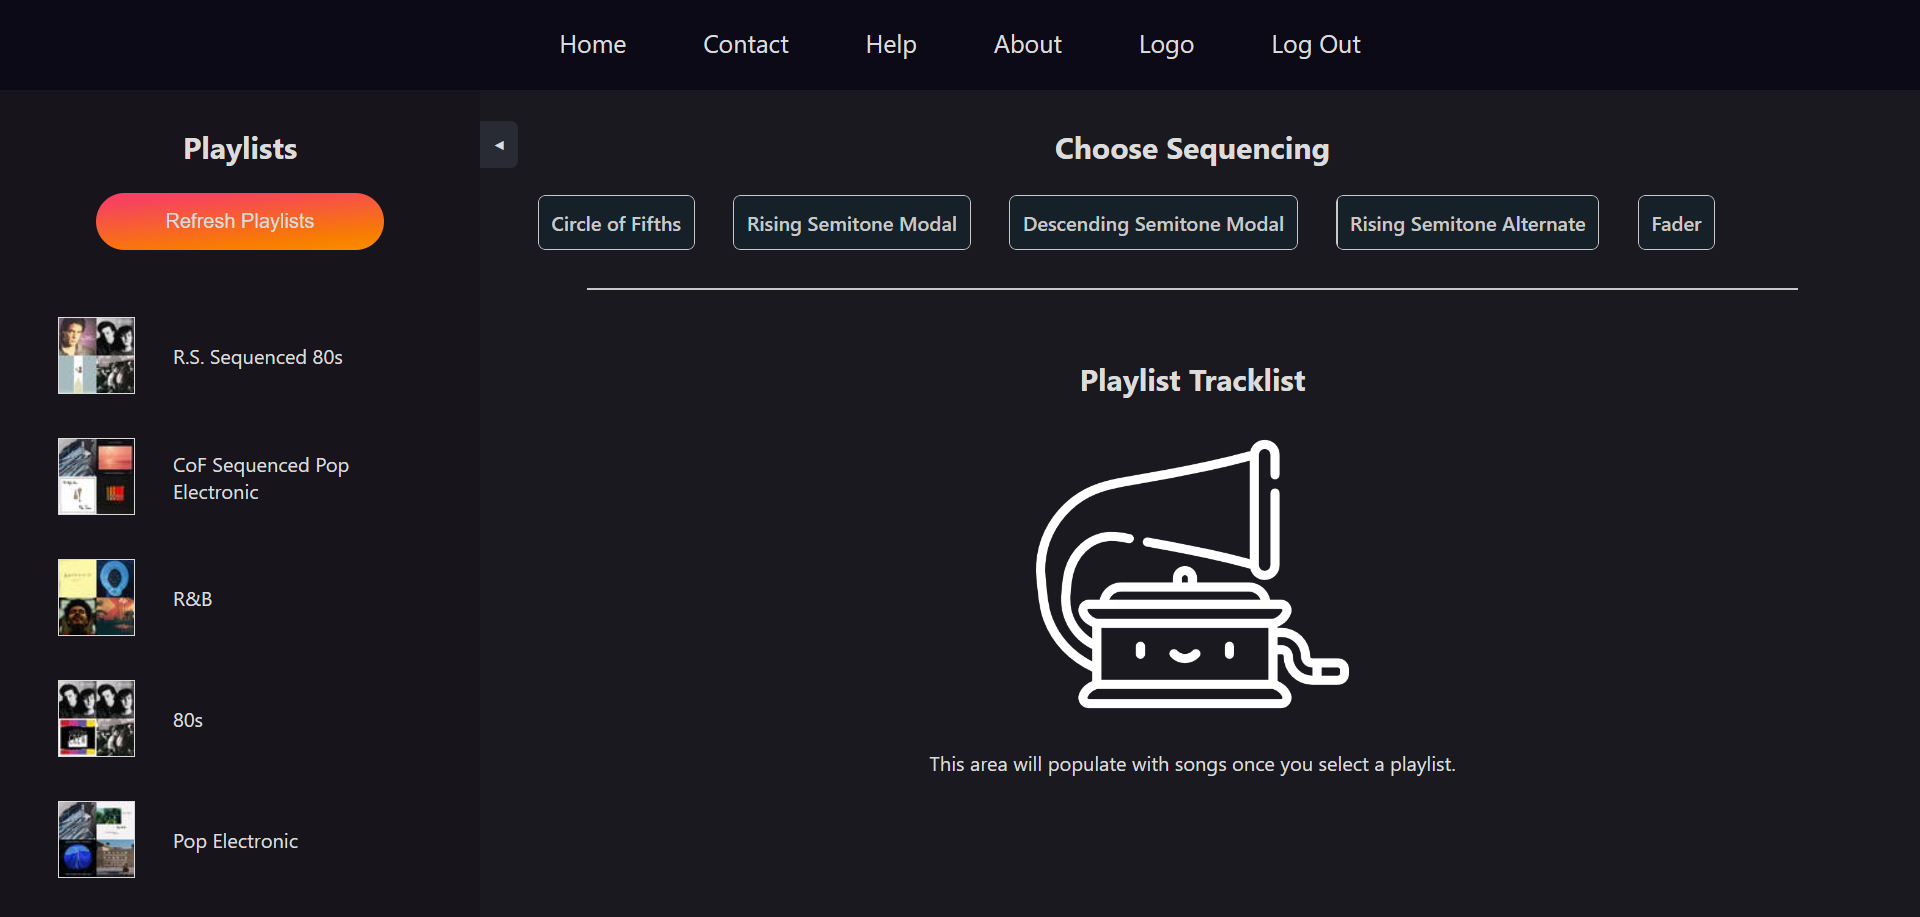 Home Contact Help About Logo Log Out
Playlists
Refresh Playlists
R.S. Sequenced 80s
CoF Sequenced Pop
Electronic
R&B
80s
Pop Electronic
Choose Sequencing
Circle of Fifths Rising Semitone Modal Descending Semitone Modal Rising Semitone Alternate Fader
Playlist Tracklist
This area will populate with songs once you select a playlist.